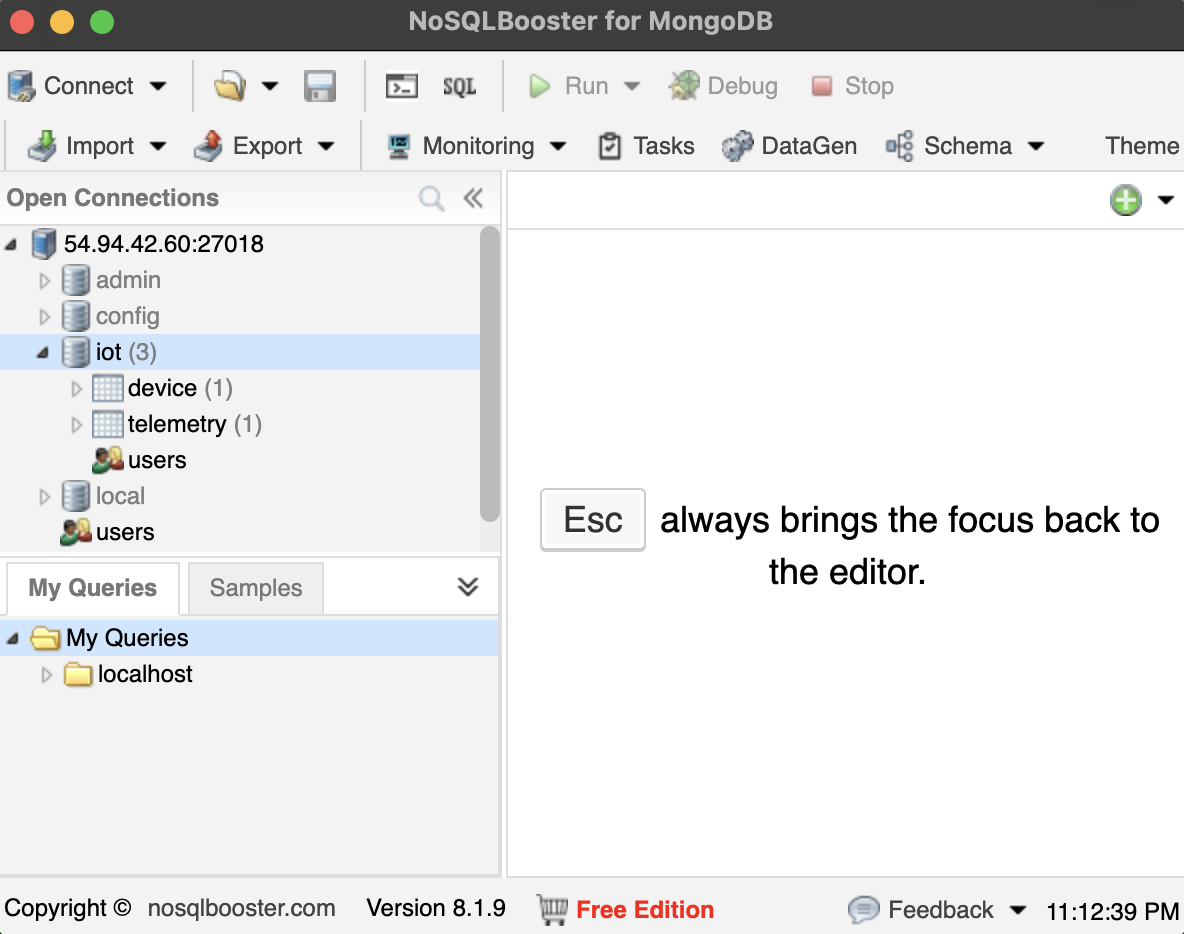 NoSQLBooster for MongoDB
Connect SQL Run Debug Stop
Import Export Monitoring Tasks DataGen Schema Theme
Open Connections
54.94.42.60:27018
admin
config
iot (3)
device (1)
telemetry (1)
users
local
users
Esc always brings the focus back to
the editor.
My Queries Samples
My Queries
localhost
Copyright © nosqlbooster.com Version 8.1.9 Free Edition Feedback 11:12:39 PM